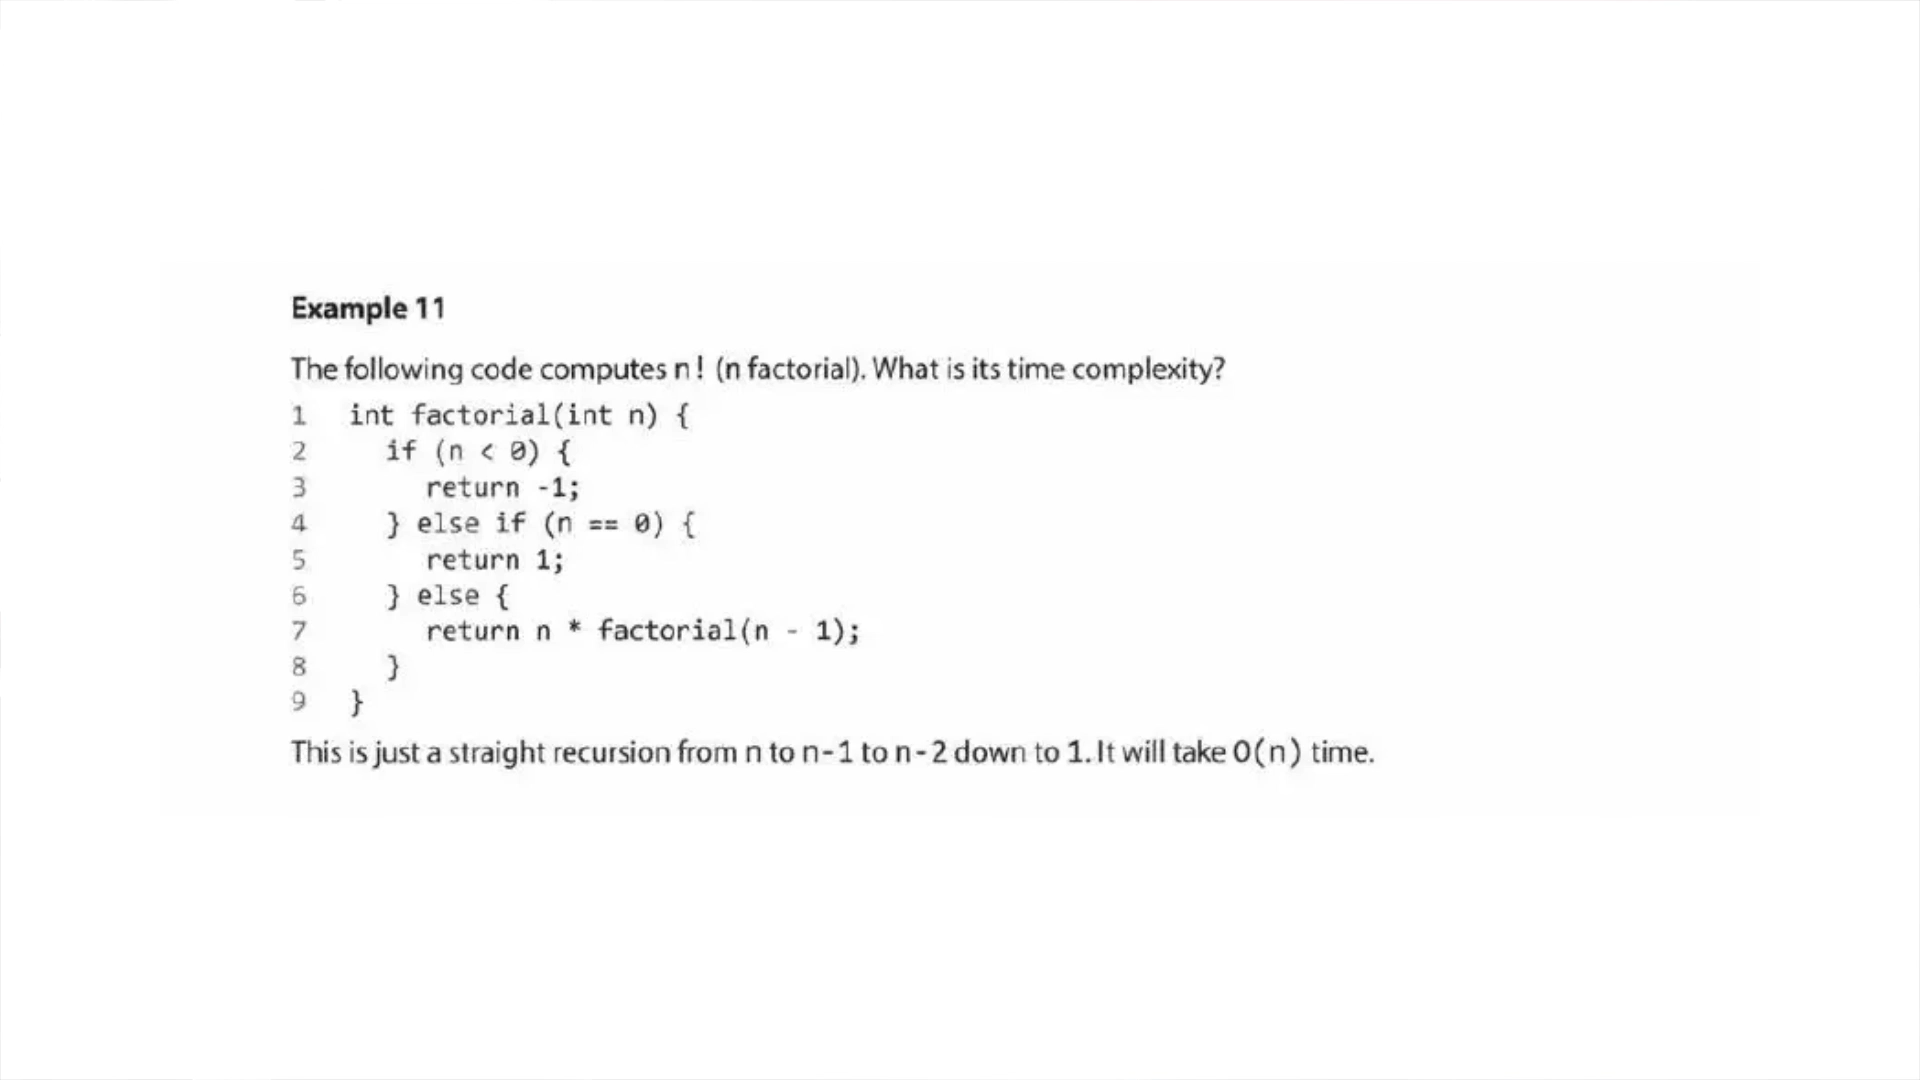 Example 11
The following code computes n! (n factorial). What is its time complexity?
1 int factorial(int n) {
2 if (n < 0) {
3 return -1;
4 } else if (n == 0) {
5 return 1;
6 } else {
7 return n * factorial(n - 1);
8 }
9 }
This is just a straight recursion from n to n-1 to n-2 down to 1. It will take O(n) time.